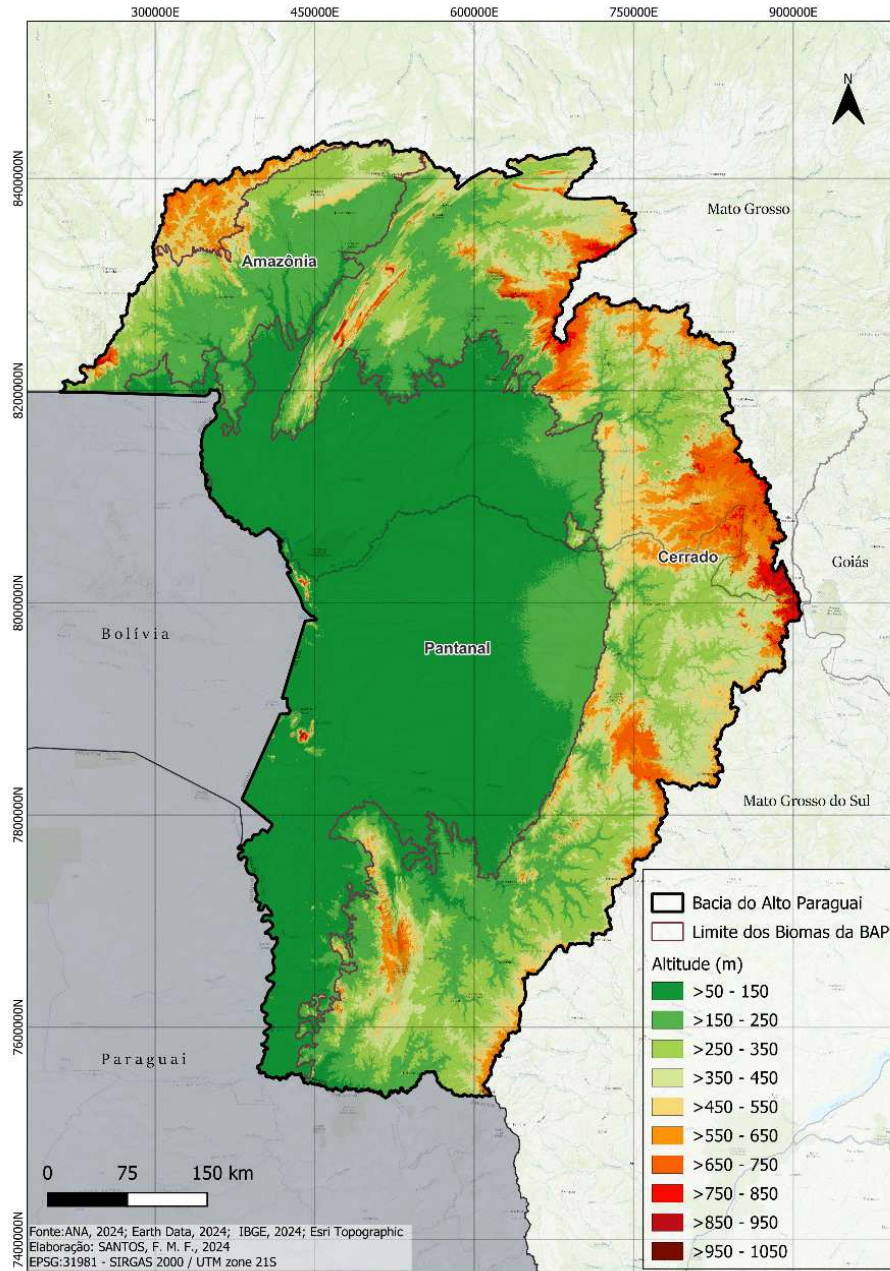 300000E 450000E 600000E 750000E 900000E
N
8400000N
Mato Grosso
Amazônia
8200000N
Cerrado
Goiás
8000000N
Bolívia
Pantanal
7800000N
Mato Grosso do Sul
Bacia do Alto Paraguai
Limite dos Biomas da BAP
Altitude (m)
>50 - 150
>150 - 250
>250 - 350
>350 - 450
>450 - 550
>550 - 650
>650 - 750
>750 - 850
>850 - 950
>950 - 1050
7600000N
Paraguai
0 75 150 km
Fonte:ANA, 2024; Earth Data, 2024; IBGE, 2024; Esri Topographic
Elaboração: SANTOS, F. M. F., 2024
EPSG:31981 - SIRGAS 2000 / UTM zone 21S
7400000N